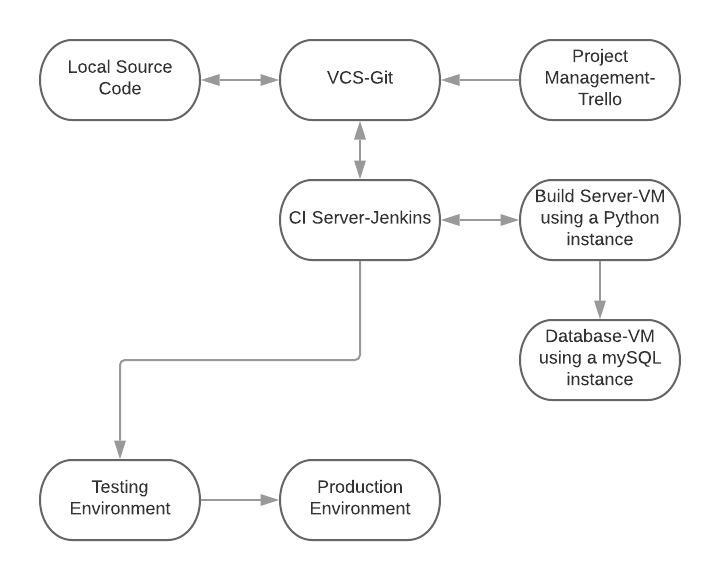 Local Source
Code
VCS-Git
Project
Management-
Trello
CI Server-Jenkins
Build Server-VM
using a Python
instance
Database-VM
using a mySQL
instance
Testing
Environment
Production
Environment